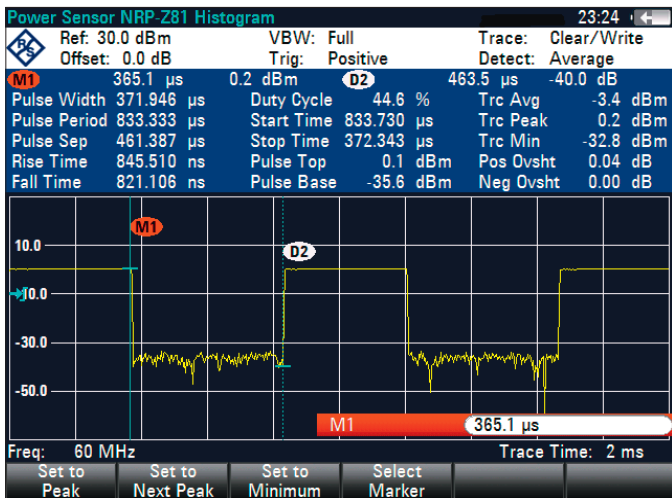 Power Sensor NRP-Z81 Histogram 23:24
Ref: 30.0 dBm VBW: Full Trace: Clear/Write
Offset: 0.0 dB Trig: Positive Detect: Average
M1 365.1 µs 0.2 dBm D2 463.5 µs -40.0 dB
Pulse Width 371.946 µs Duty Cycle 44.6 % Trc Avg -3.4 dBm
Pulse Period 833.333 µs Start Time 833.730 µs Trc Peak 0.2 dBm
Pulse Sep 461.387 µs Stop Time 372.343 µs Trc Min -32.8 dBm
Rise Time 845.510 ns Pulse Top 0.1 dBm Pos Ovsht 0.04 dB
Fall Time 821.106 ns Pulse Base -35.6 dBm Neg Ovsht 0.00 dB
M1
10.0
D2
-10.0
-30.0
-50.0
M1 365.1 µs
Freq: 60 MHz Trace Time: 2 ms
Set to Peak
Set to Next Peak
Set to Minimum
Select Marker